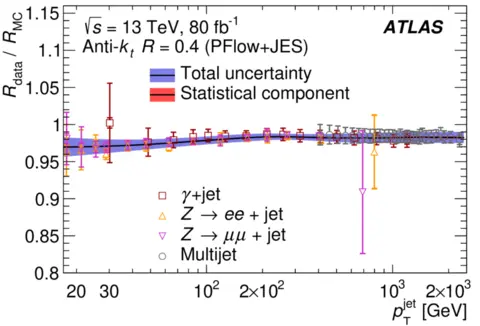 √s = 13 TeV, 80 fb⁻¹
ATLAS
Anti-kₜ R = 0.4 (PFlow+JES)
Total uncertainty
Statistical component
R_data / R_MC
1.15
1.1
1.05
1
0.95
0.9
0.85
0.8
γ+jet
Z → ee + jet
Z → μμ + jet
Multijet
20 30 10² 2×10² 10³ 2×10³
p_T^jet [GeV]